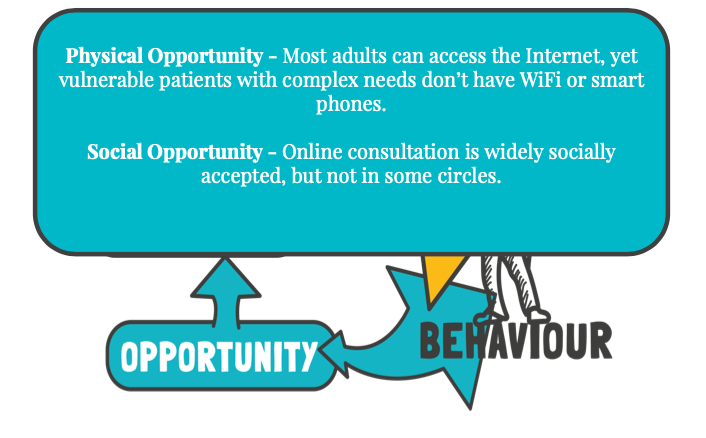 Physical Opportunity - Most adults can access the Internet, yet
vulnerable patients with complex needs don’t have WiFi or smart
phones.
Social Opportunity - Online consultation is widely socially
accepted, but not in some circles.
OPPORTUNITY
BEHAVIOUR